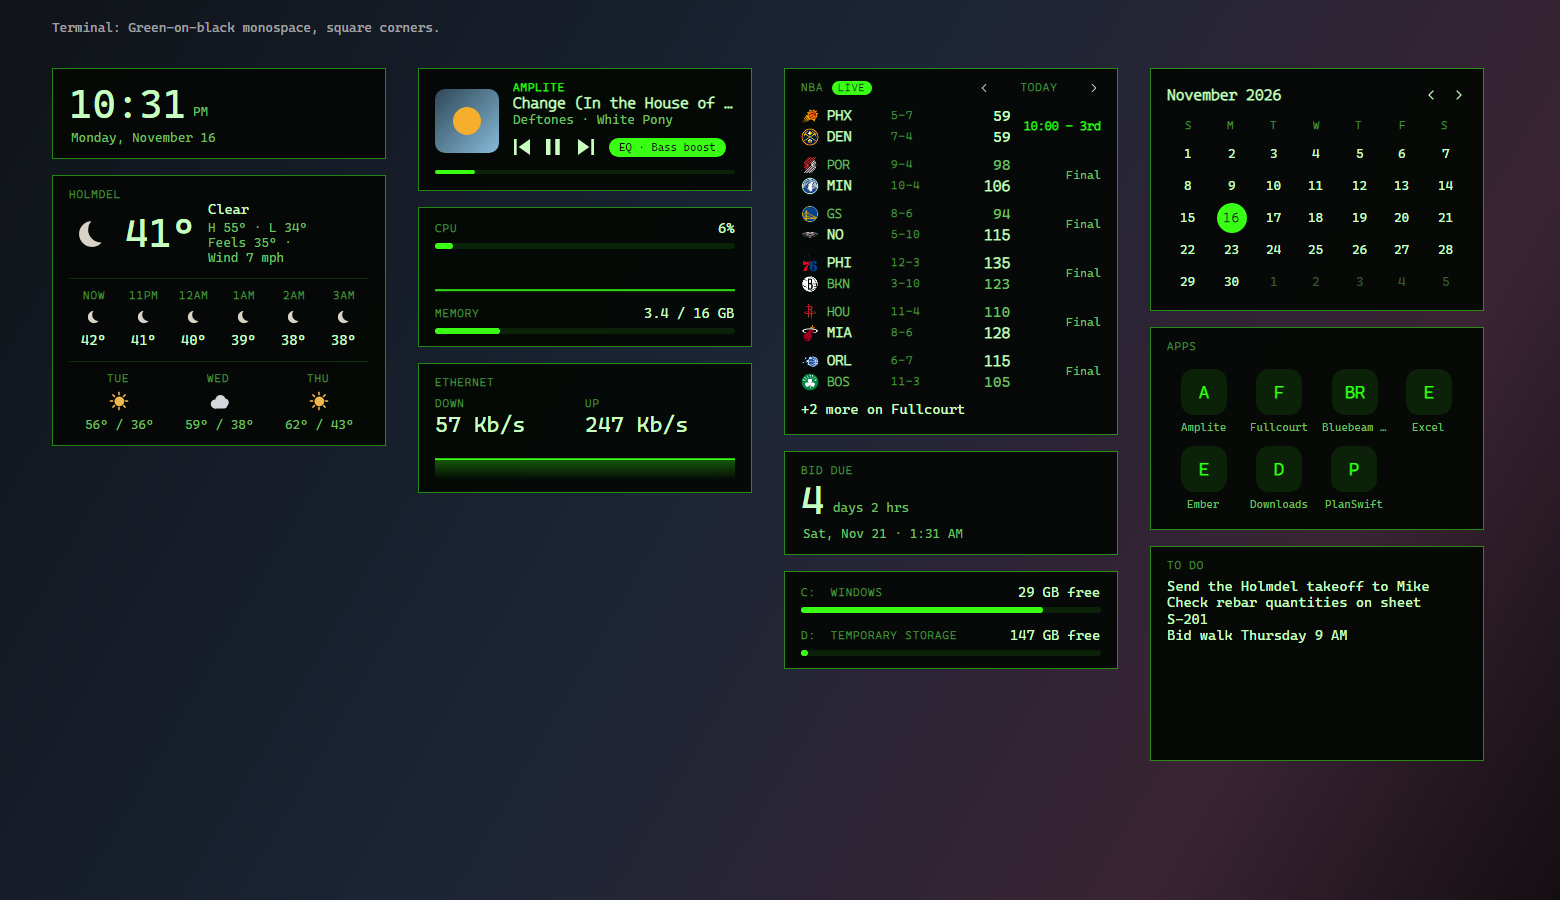 Terminal: Green-on-black monospace, square corners.
10:31 PM
Monday, November 16
HOLMDEL
41°
Clear
H 55° · L 34°
Feels 35° ·
Wind 7 mph
NOW 11PM 12AM 1AM 2AM 3AM
42° 41° 40° 39° 38° 38°
TUE WED THU
56° / 36° 59° / 38° 62° / 43°
AMPLITE
Change (In the House of …
Deftones · White Pony
EQ · Bass boost
CPU 6%
MEMORY 3.4 / 16 GB
ETHERNET
DOWN UP
57 Kb/s 247 Kb/s
NBA LIVE ‹ TODAY ›
PHX 5-7 59
10:00 - 3rd
DEN 7-4 59
POR 9-4 98
Final
MIN 10-4 106
GS 8-6 94
Final
NO 5-10 115
PHI 12-3 135
Final
BKN 3-10 123
HOU 11-4 110
Final
MIA 8-6 128
ORL 6-7 115
Final
BOS 11-3 105
+2 more on Fullcourt
BID DUE
4 days 2 hrs
Sat, Nov 21 · 1:31 AM
C: WINDOWS 29 GB free
D: TEMPORARY STORAGE 147 GB free
November 2026 ‹ ›
S M T W T F S
1 2 3 4 5 6 7
8 9 10 11 12 13 14
15 16 17 18 19 20 21
22 23 24 25 26 27 28
29 30 1 2 3 4 5
APPS
A F BR E
Amplite Fullcourt Bluebeam … Excel
E D P
Ember Downloads PlanSwift
TO DO
Send the Holmdel takeoff to Mike
Check rebar quantities on sheet
S-201
Bid walk Thursday 9 AM